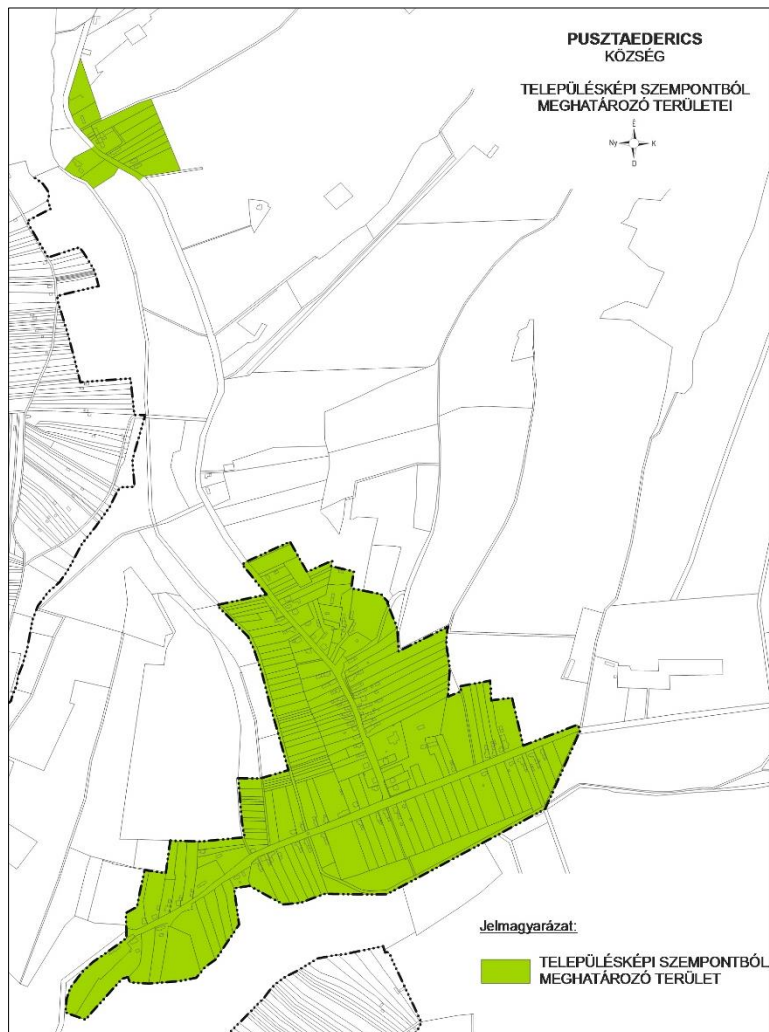 PUSZTAEDERICS
KÖZSÉG
TELEPÜLÉSKÉPI SZEMPONTBÓL
MEGHATÁROZÓ TERÜLETEI
É
Ny K
D
Jelmagyarázat:
TELEPÜLÉSKÉPI SZEMPONTBÓL
MEGHATÁROZÓ TERÜLET